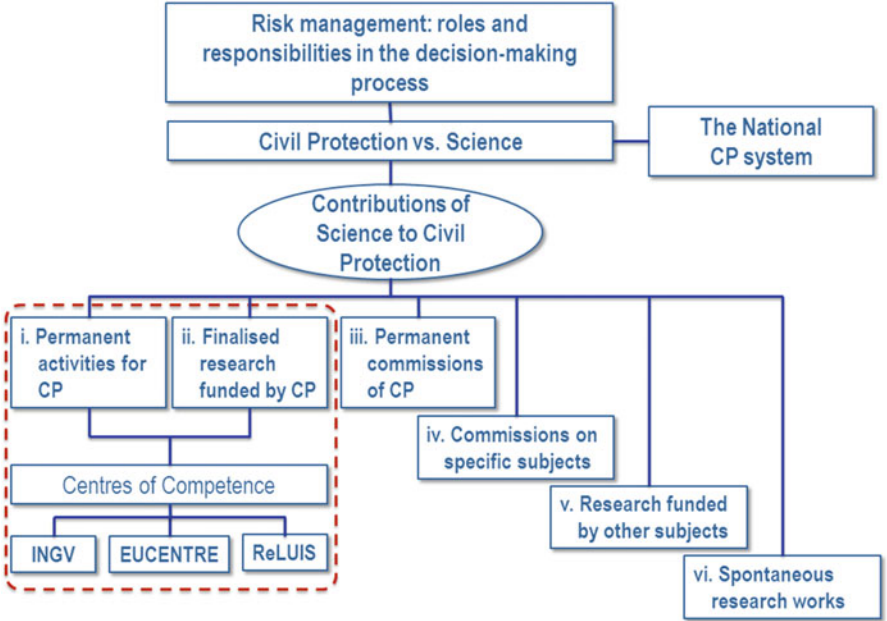 Risk management: roles and
responsibilities in the decision-making
process
Civil Protection vs. Science
The National
CP system
Contributions of
Science to Civil
Protection
i. Permanent
activities for
CP
ii. Finalised
research
funded by CP
iii. Permanent
commissions
of CP
iv. Commissions on
specific subjects
v. Research funded
by other subjects
vi. Spontaneous
research works
Centres of Competence
INGV
EUCENTRE
ReLUIS